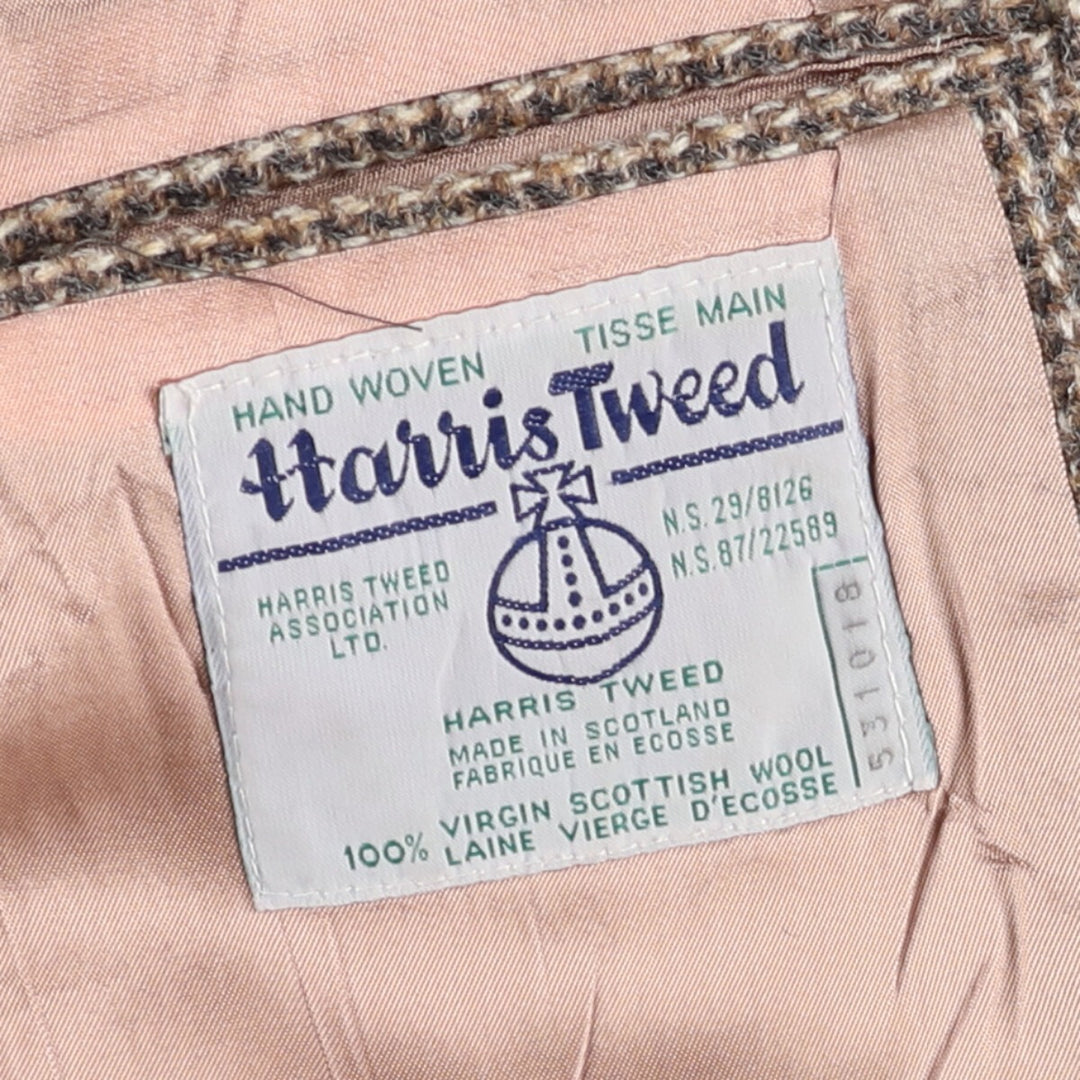 HAND WOVEN TISSE MAIN
Harris Tweed
HARRIS TWEED
ASSOCIATION
LTD.
N.S. 29/8126
N.S. 87/22589
HARRIS TWEED
MADE IN SCOTLAND
FABRIQUE EN ECOSSE
100% VIRGIN SCOTTISH WOOL
LAINE VIERGE D'ECOSSE
531018